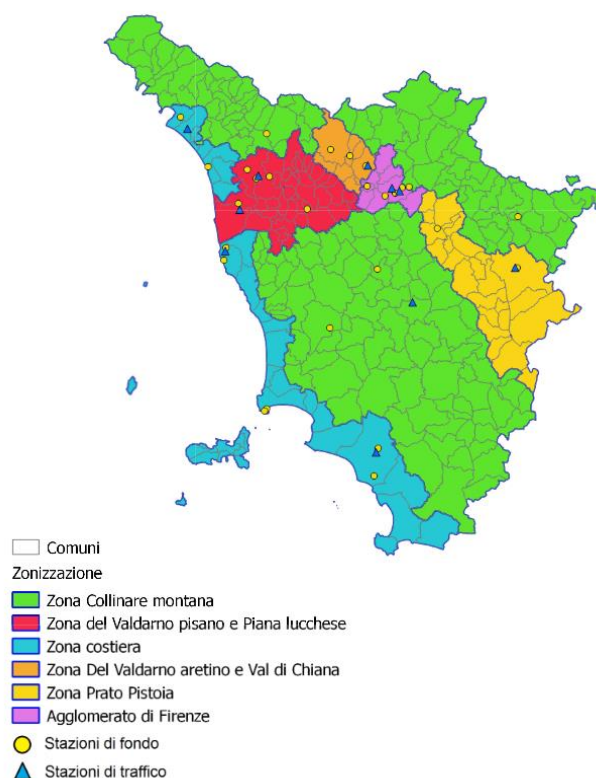 Comuni
Zonizzazione
Zona Collinare montana
Zona del Valdarno pisano e Piana lucchese
Zona costiera
Zona Del Valdarno aretino e Val di Chiana
Zona Prato Pistoia
Agglomerato di Firenze
Stazioni di fondo
Stazioni di traffico